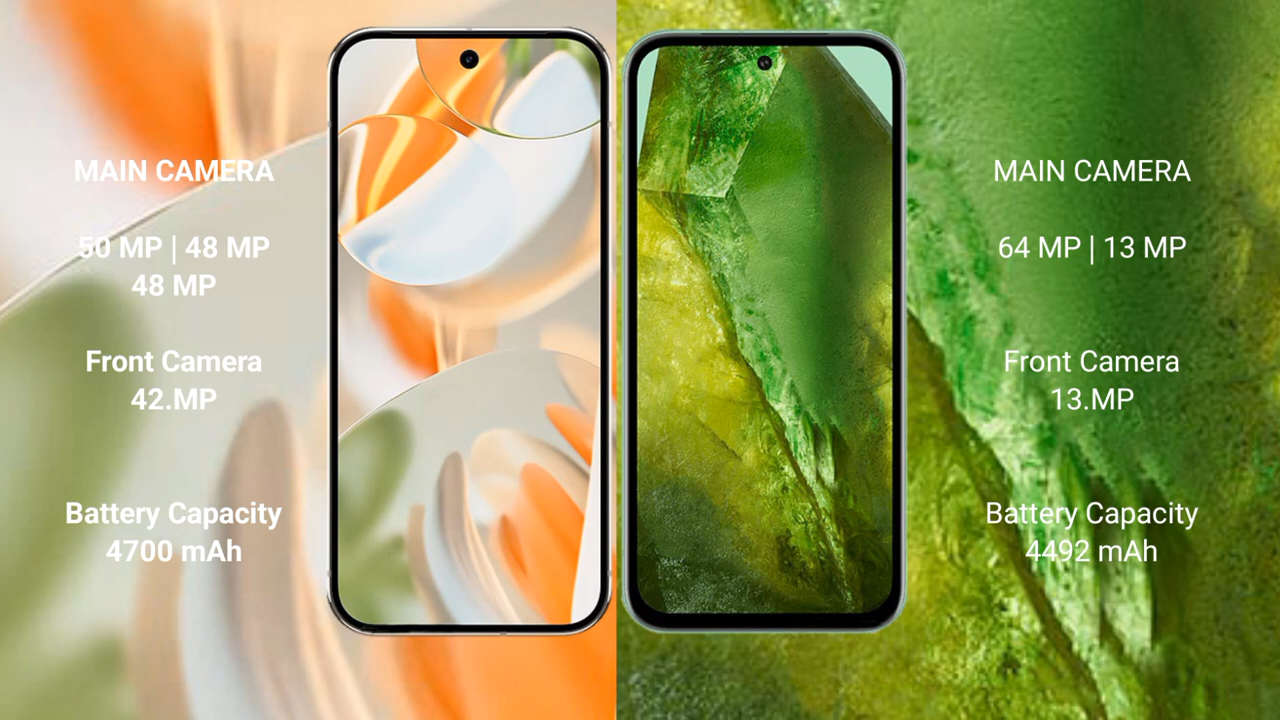 MAIN CAMERA
50 MP | 48 MP
48 MP
Front Camera
42.MP
Battery Capacity
4700 mAh
MAIN CAMERA
64 MP | 13 MP
Front Camera
13.MP
Battery Capacity
4492 mAh